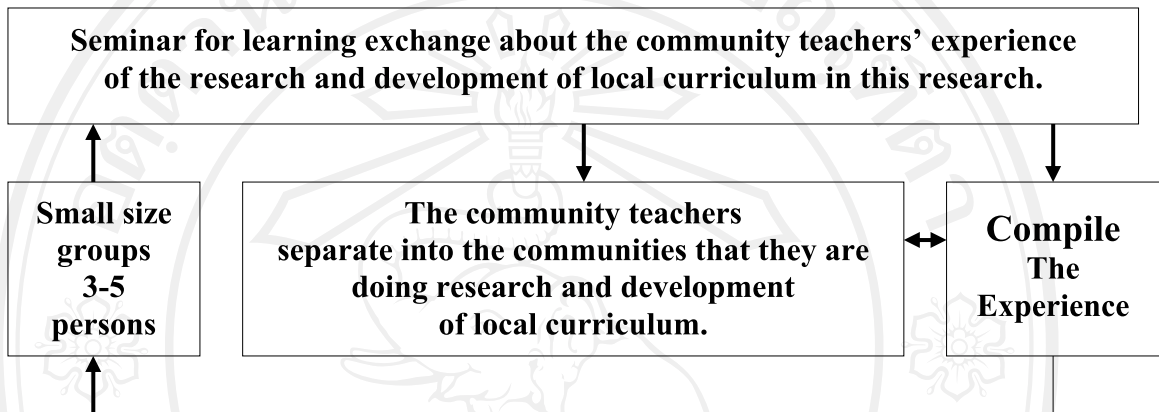 Seminar for learning exchange about the community teachers’ experience
of the research and development of local curriculum in this research.
Small size
groups
3-5
persons
The community teachers
separate into the communities that they are
doing research and development
of local curriculum.
Compile
The
Experience